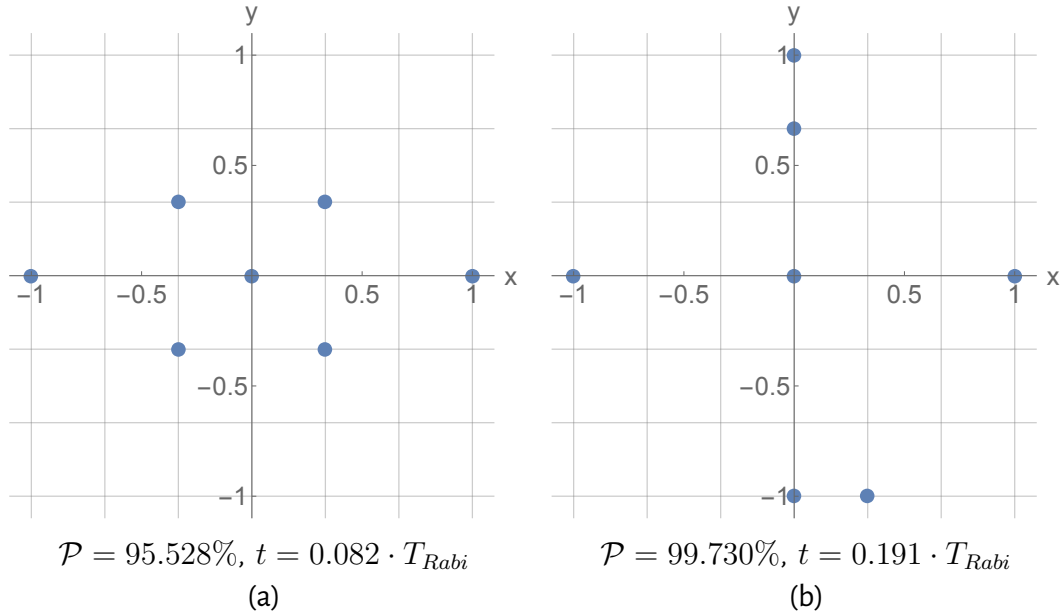 y
1
0.5
−1 −0.5 0.5 1 x
−0.5
−1
𝒫 = 95.528%, t = 0.082 · T_Rabi
(a)
y
1
0.5
−1 −0.5 0.5 1 x
−0.5
−1
𝒫 = 99.730%, t = 0.191 · T_Rabi
(b)